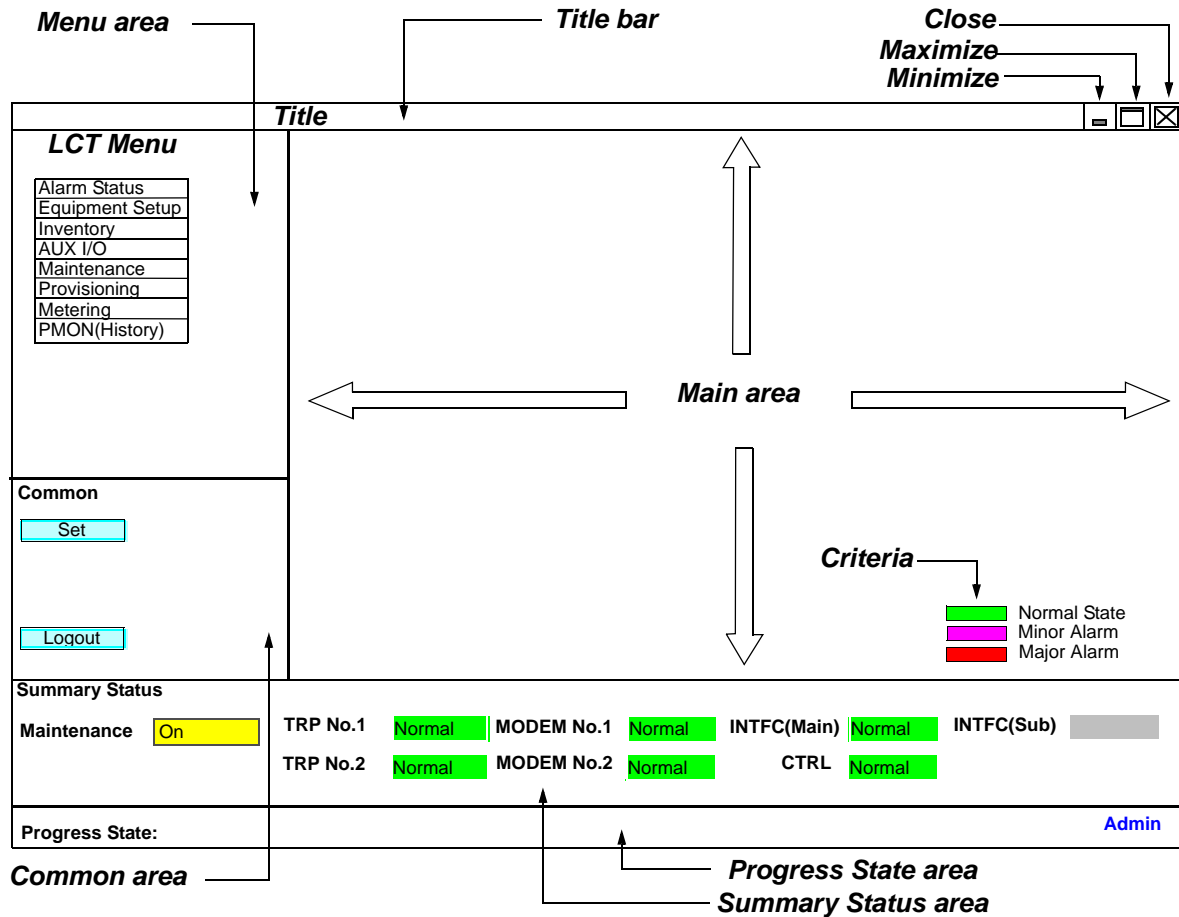 Menu area
Title bar
Close
Maximize
Minimize
Title
LCT Menu
Alarm Status
Equipment Setup
Inventory
AUX I/O
Maintenance
Provisioning
Metering
PMON(History)
Main area
Common
Set
Logout
Criteria
Normal State
Minor Alarm
Major Alarm
Summary Status
Maintenance On TRP No.1 Normal MODEM No.1 Normal INTFC(Main) Normal INTFC(Sub)
TRP No.2 Normal MODEM No.2 Normal CTRL Normal
Progress State: Admin
Common area
Progress State area
Summary Status area